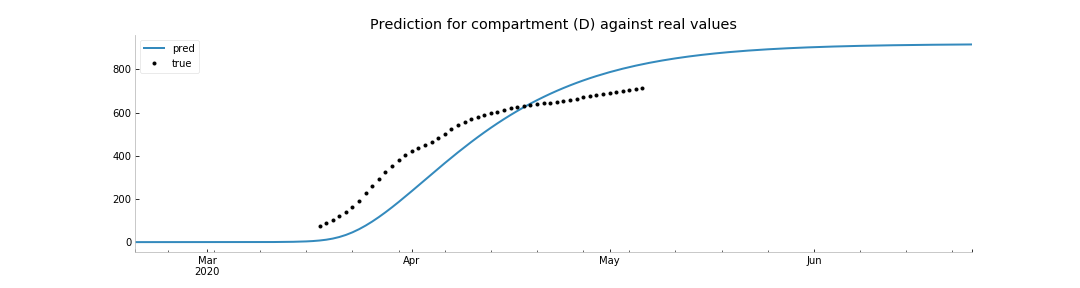 Prediction for compartment (D) against real values
pred
true
800
600
400
200
0
Mar
2020
Apr
May
Jun